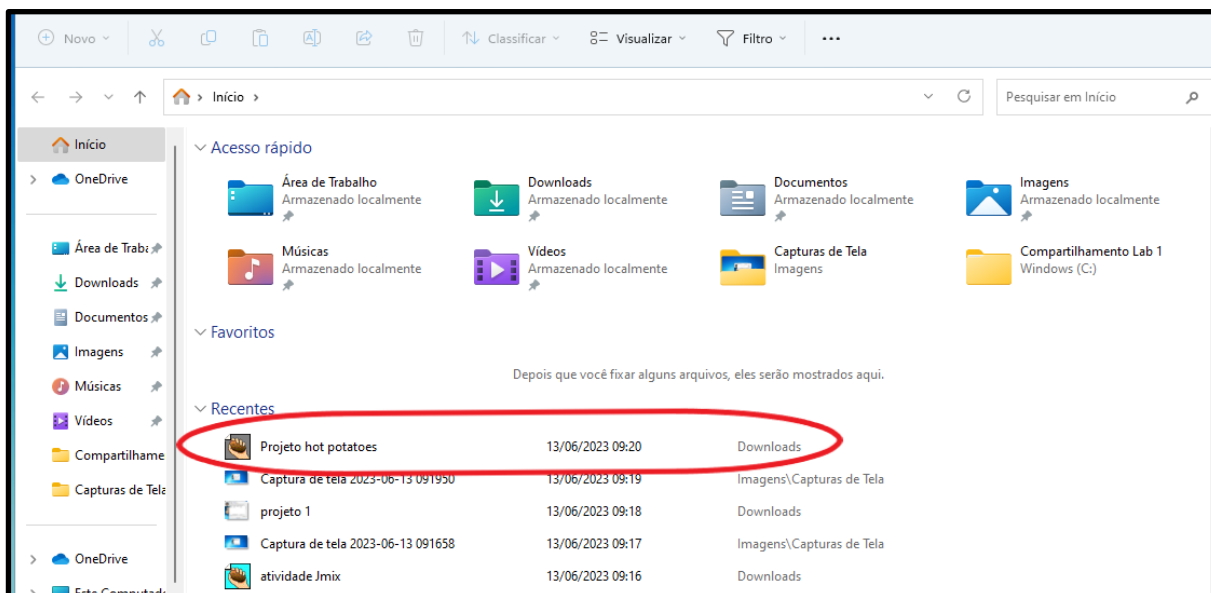 Novo
Classificar
Visualizar
Filtro
Início
Pesquisar em Início
Início
OneDrive
Área de Traba
Downloads
Documentos
Imagens
Músicas
Vídeos
Compartilhame
Capturas de Tela
OneDrive
Este Computad
Acesso rápido
Área de Trabalho
Armazenado localmente
Downloads
Armazenado localmente
Documentos
Armazenado localmente
Imagens
Armazenado localmente
Músicas
Armazenado localmente
Vídeos
Armazenado localmente
Capturas de Tela
Imagens
Compartilhamento Lab 1
Windows (C:)
Favoritos
Depois que você fixar alguns arquivos, eles serão mostrados aqui.
Recentes
Projeto hot potatoes 13/06/2023 09:20 Downloads
Captura de tela 2023-06-13 091950 13/06/2023 09:19 Imagens\Capturas de Tela
projeto 1 13/06/2023 09:18 Downloads
Captura de tela 2023-06-13 091658 13/06/2023 09:17 Imagens\Capturas de Tela
atividade Jmix 13/06/2023 09:16 Downloads